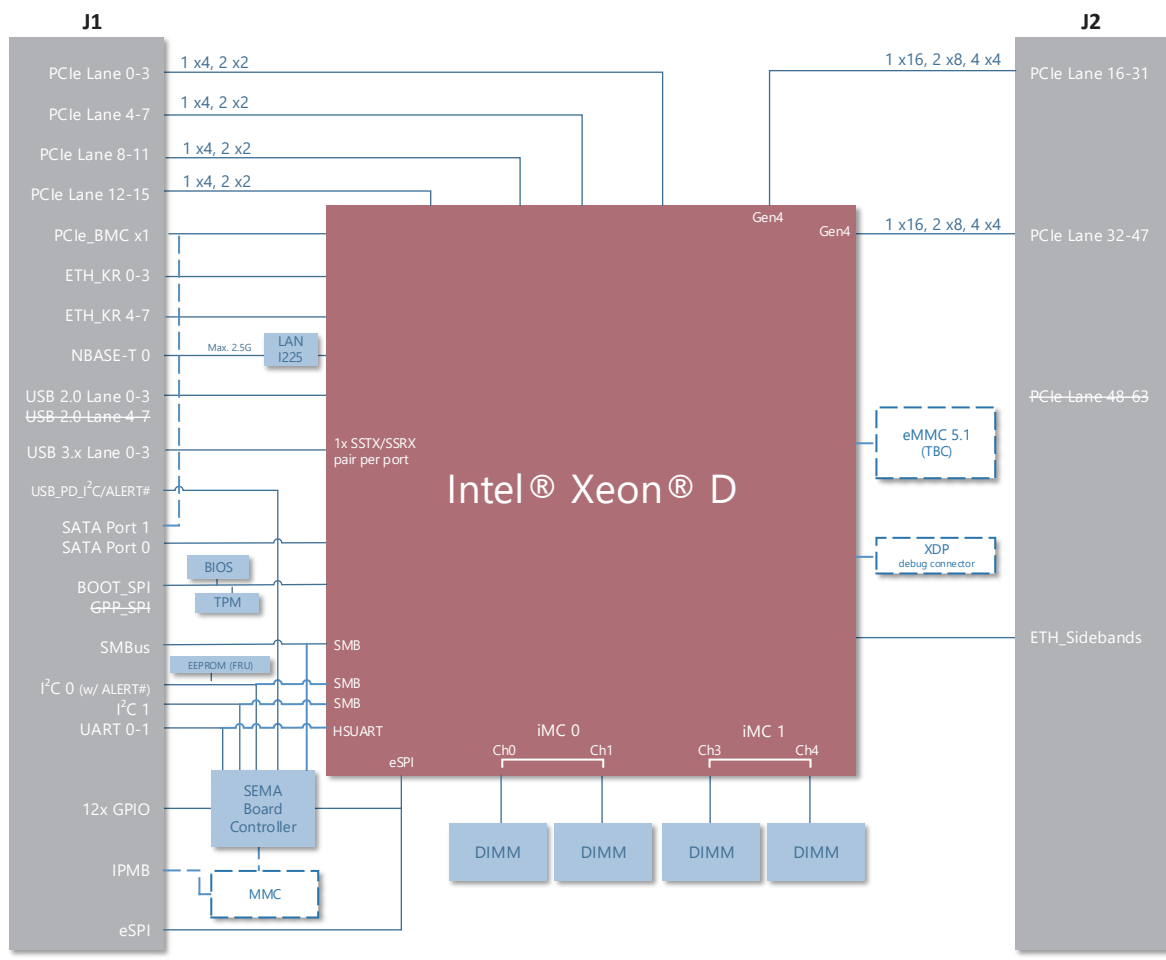 J1
J2
PCIe Lane 0-3
1 x4, 2 x2
1 x16, 2 x8, 4 x4
PCIe Lane 16-31
PCIe Lane 4-7
1 x4, 2 x2
PCIe Lane 8-11
1 x4, 2 x2
PCIe Lane 12-15
1 x4, 2 x2
Gen4
PCIe_BMC x1
Gen4
1 x16, 2 x8, 4 x4
PCIe Lane 32-47
ETH_KR 0-3
ETH_KR 4-7
NBASE-T 0
Max. 2.5G
LAN
I225
USB 2.0 Lane 0-3
USB 2.0 Lane 4-7
PCIe Lane 48-63
USB 3.x Lane 0-3
1x SSTX/SSRX
pair per port
eMMC 5.1
(TBC)
USB_PD_I²C/ALERT#
Intel® Xeon® D
SATA Port 1
SATA Port 0
XDP
debug connector
BIOS
BOOT_SPI
GPP_SPI
TPM
SMBus
SMB
ETH_Sidebands
EEPROM (FRU)
I²C 0 (w/ ALERT#)
SMB
I²C 1
SMB
UART 0-1
HSUART
iMC 0
iMC 1
Ch0
Ch1
Ch3
Ch4
eSPI
12x GPIO
SEMA
Board
Controller
DIMM
DIMM
DIMM
DIMM
IPMB
MMC
eSPI